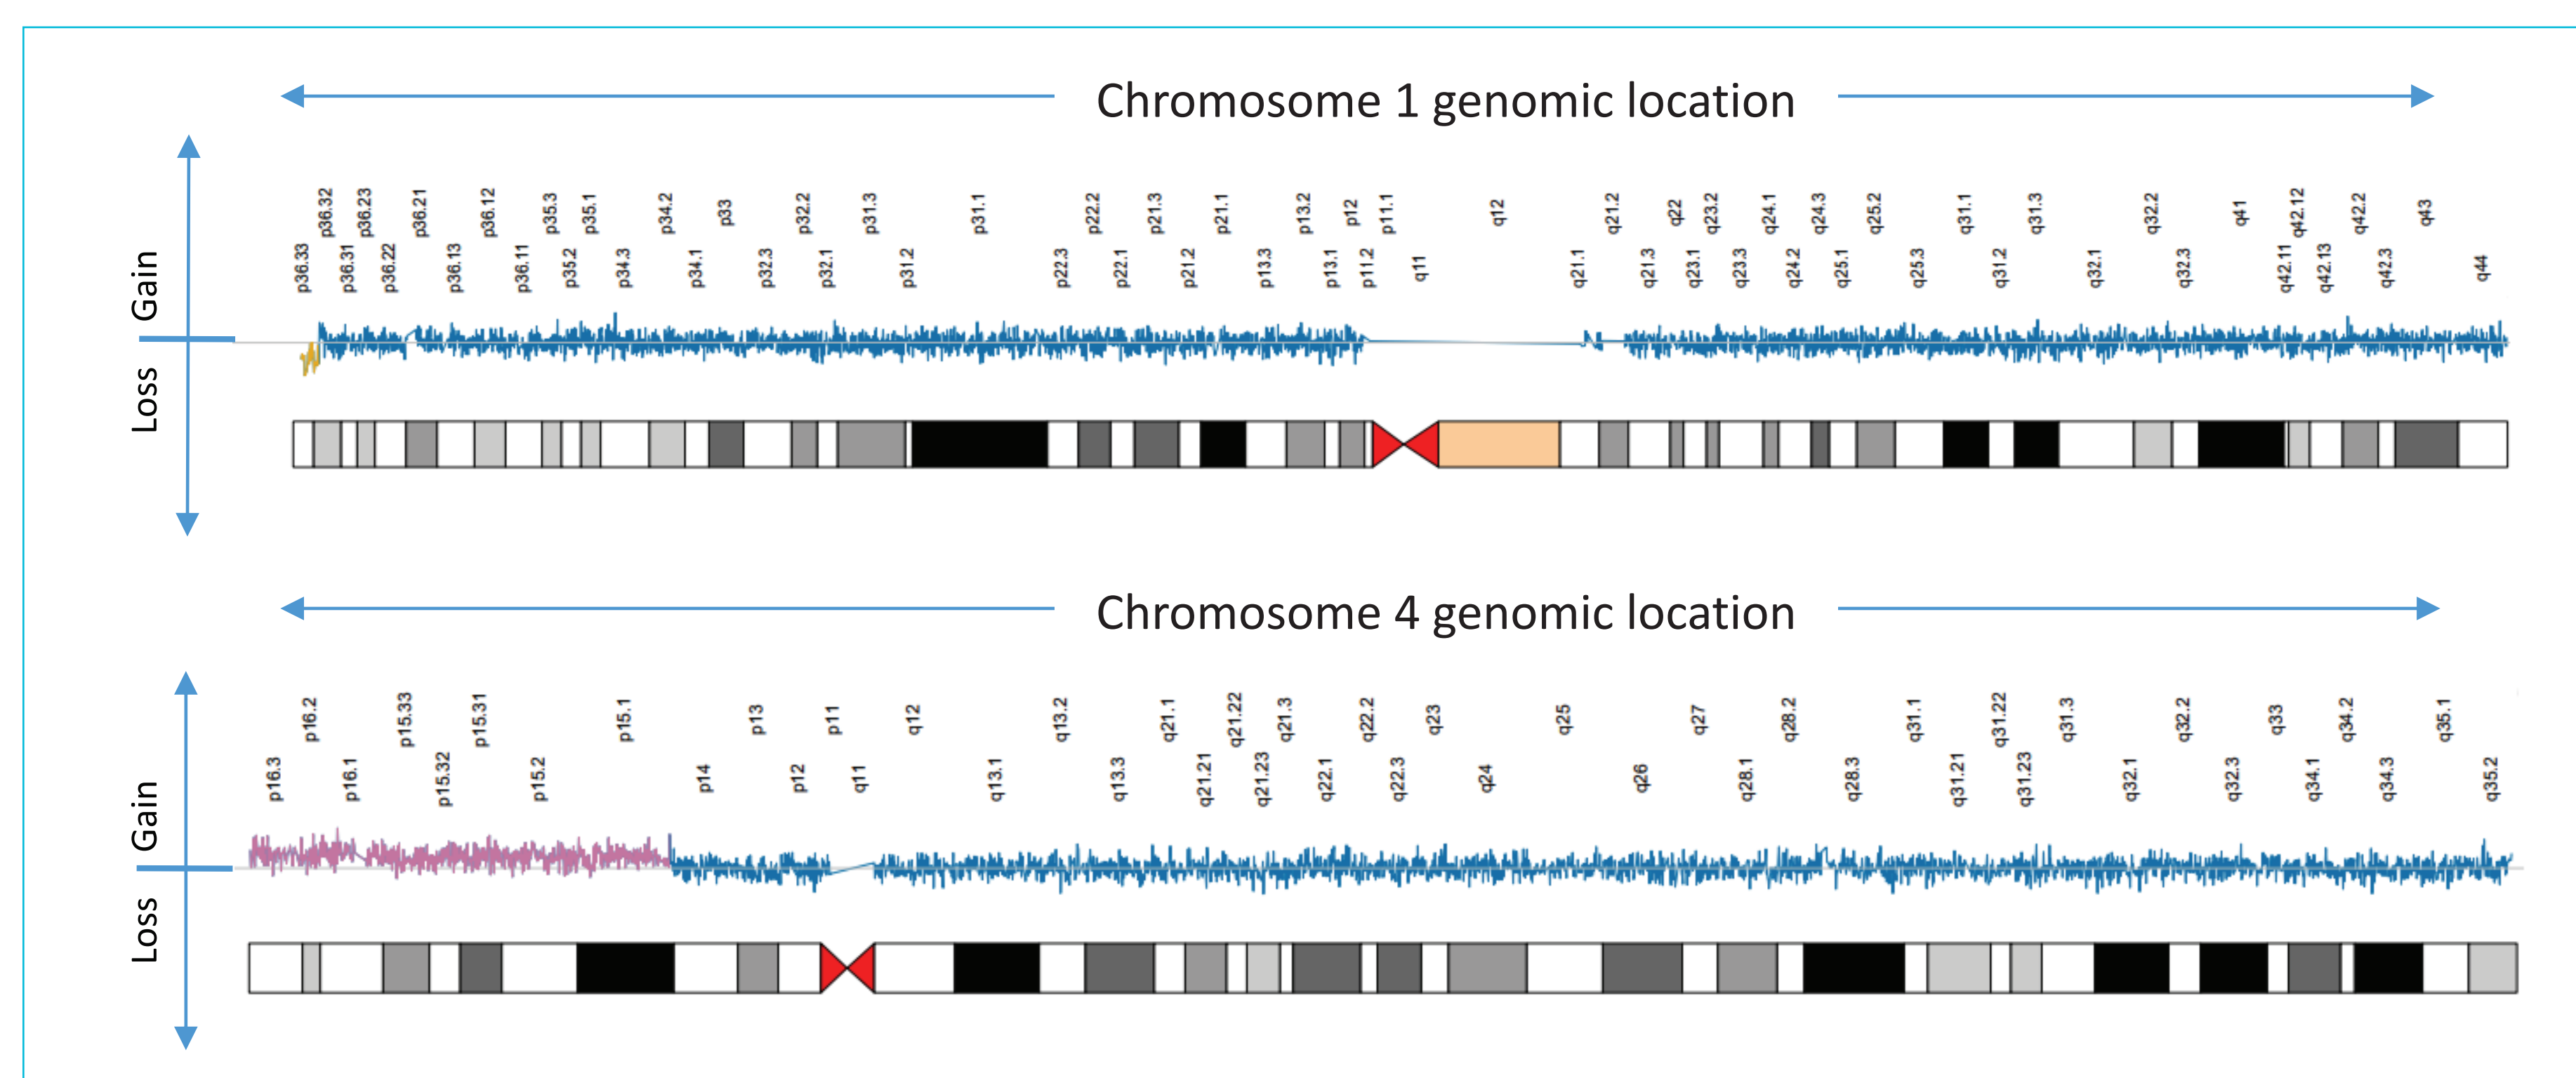 Chromosome 1 genomic location
Gain
Loss
p36.32 p36.23 p36.21 p36.12 p35.3 p35.1 p34.2 p33 p32.2 p31.3 p31.1 p22.2 p21.3 p21.1 p13.2 p12 p11.1 q12 q21.2 q22 q23.2 q24.1 q24.3 q25.2 q31.1 q31.3 q32.2 q41 q42.12 q42.2 q43
p36.33 p36.31 p36.22 p36.13 p36.11 p35.2 p34.3 p34.1 p32.3 p32.1 p31.2 p22.3 p22.1 p21.2 p13.3 p13.1 p11.2 q11 q21.1 q21.3 q23.1 q23.3 q24.2 q25.1 q25.3 q31.2 q32.1 q32.3 q42.11 q42.13 q42.3 q44
Chromosome 4 genomic location
Gain
Loss
p16.2 p15.33 p15.31 p15.1 p13 p11 q12 q13.2 q21.1 q21.22 q21.3 q22.2 q23 q25 q27 q28.2 q31.1 q31.22 q31.3 q32.2 q33 q34.2 q35.1
p16.3 p16.1 p15.32 p15.2 p14 p12 q11 q13.1 q13.3 q21.21 q21.23 q22.1 q22.3 q24 q26 q28.1 q28.3 q31.21 q31.23 q32.1 q32.3 q34.1 q34.3 q35.2